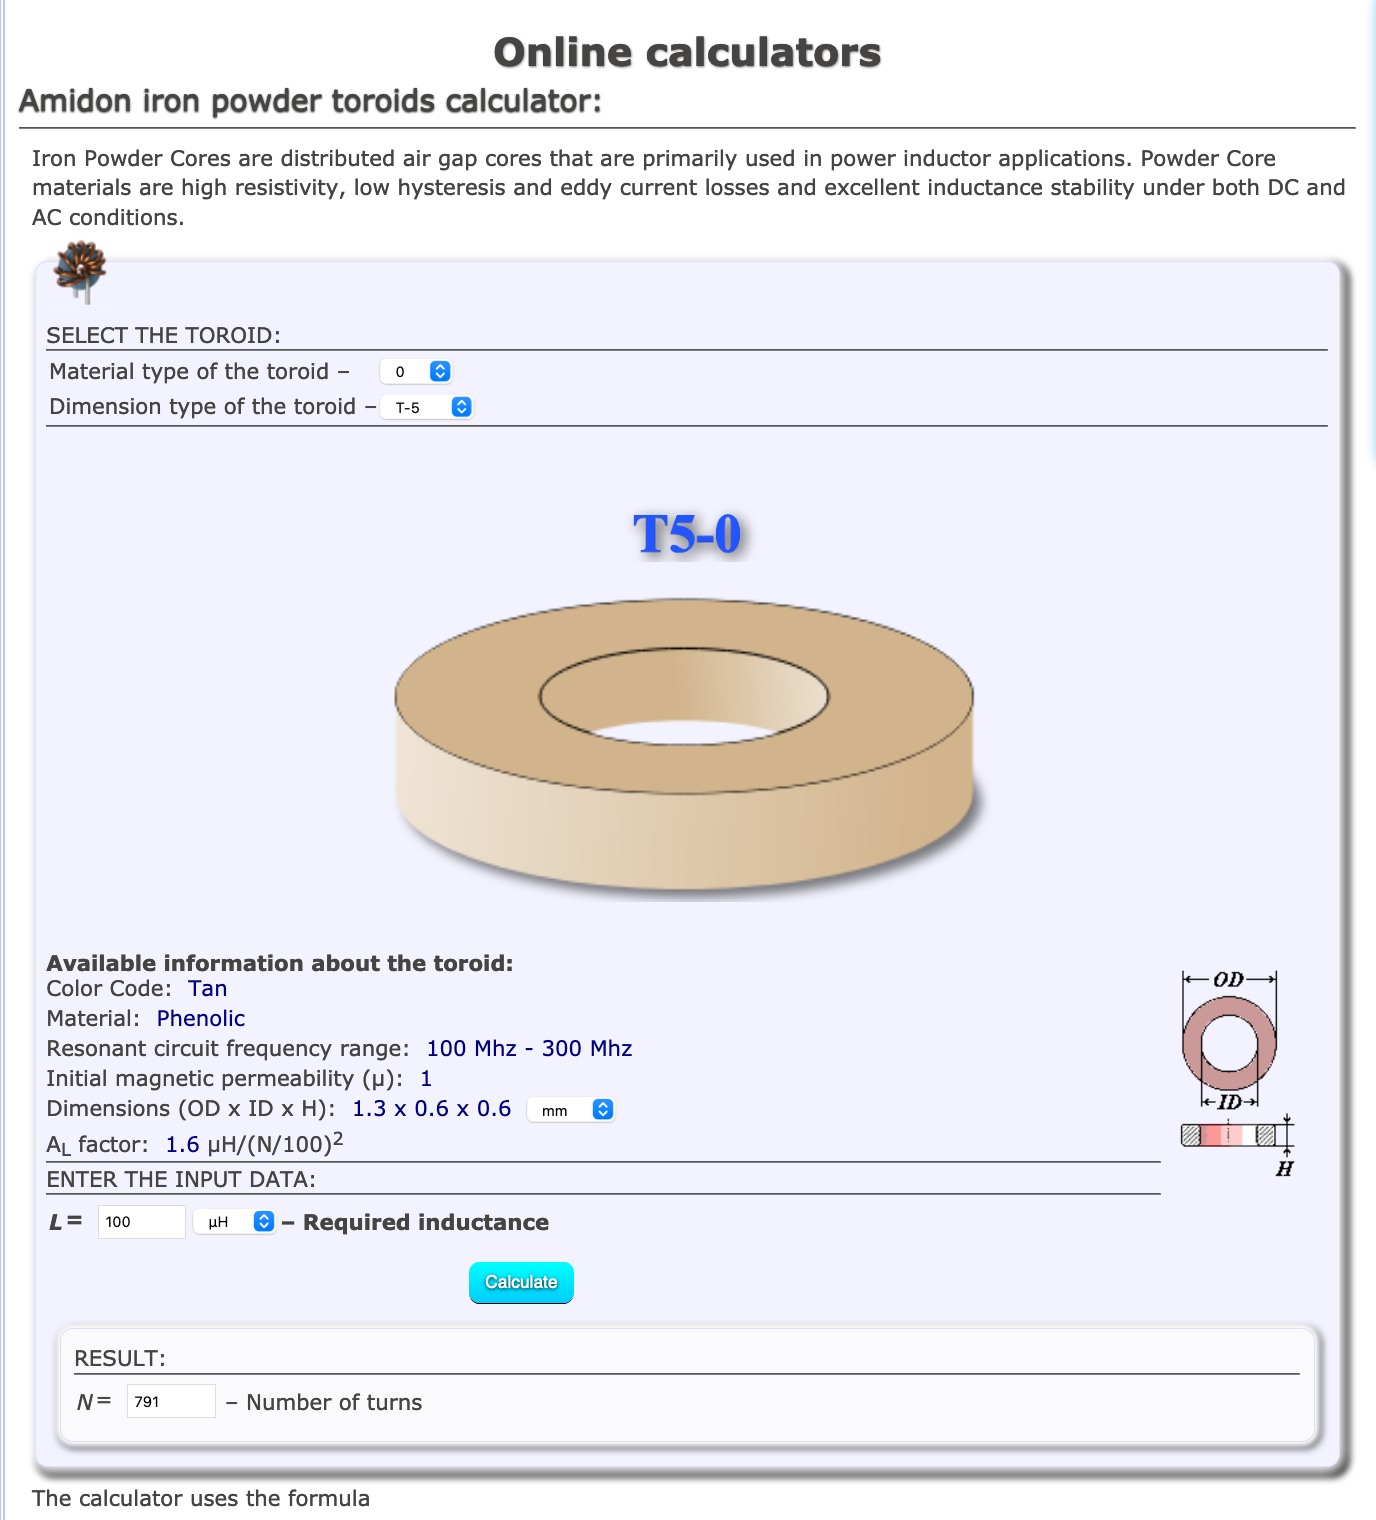 Online calculators
Amidon iron powder toroids calculator:
Iron Powder Cores are distributed air gap cores that are primarily used in power inductor applications. Powder Core
materials are high resistivity, low hysteresis and eddy current losses and excellent inductance stability under both DC and
AC conditions.
SELECT THE TOROID:
Material type of the toroid – 0
Dimension type of the toroid – T-5
T5-0
Available information about the toroid:
Color Code: Tan
Material: Phenolic
Resonant circuit frequency range: 100 Mhz - 300 Mhz
Initial magnetic permeability (μ): 1
Dimensions (OD x ID x H): 1.3 x 0.6 x 0.6 mm
AL factor: 1.6 μH/(N/100)2
OD
ID
H
ENTER THE INPUT DATA:
L= 100 μH – Required inductance
Calculate
RESULT:
N= 791 – Number of turns
The calculator uses the formula